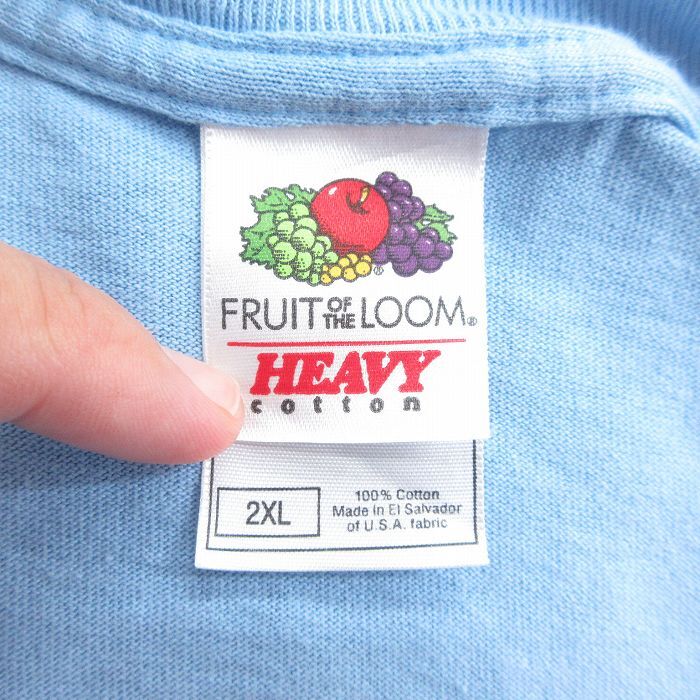 FRUIT OF THE LOOM®
HEAVY
cotton
2XL
100% Cotton
Made in El Salvador
of U.S.A. fabric